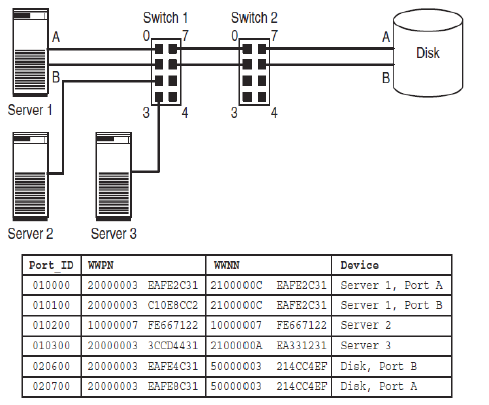 Switch 1 Switch 2
A 0 7 0 7 A
Disk
B B
Server 1 3 4 3 4
Server 2 Server 3
Port_ID WWPN WWNN Device
010000 20000003 EAFE2C31 2100000C EAFE2C31 Server 1, Port A
010100 20000003 C10E8CC2 2100000C EAFE2C31 Server 1, Port B
010200 10000007 FE667122 10000007 FE667122 Server 2
010300 20000003 3CCD4431 2100000A EA331231 Server 3
020600 20000003 EAFE4C31 50000003 214CC4EF Disk, Port B
020700 20000003 EAFE8C31 50000003 214CC4EF Disk, Port A